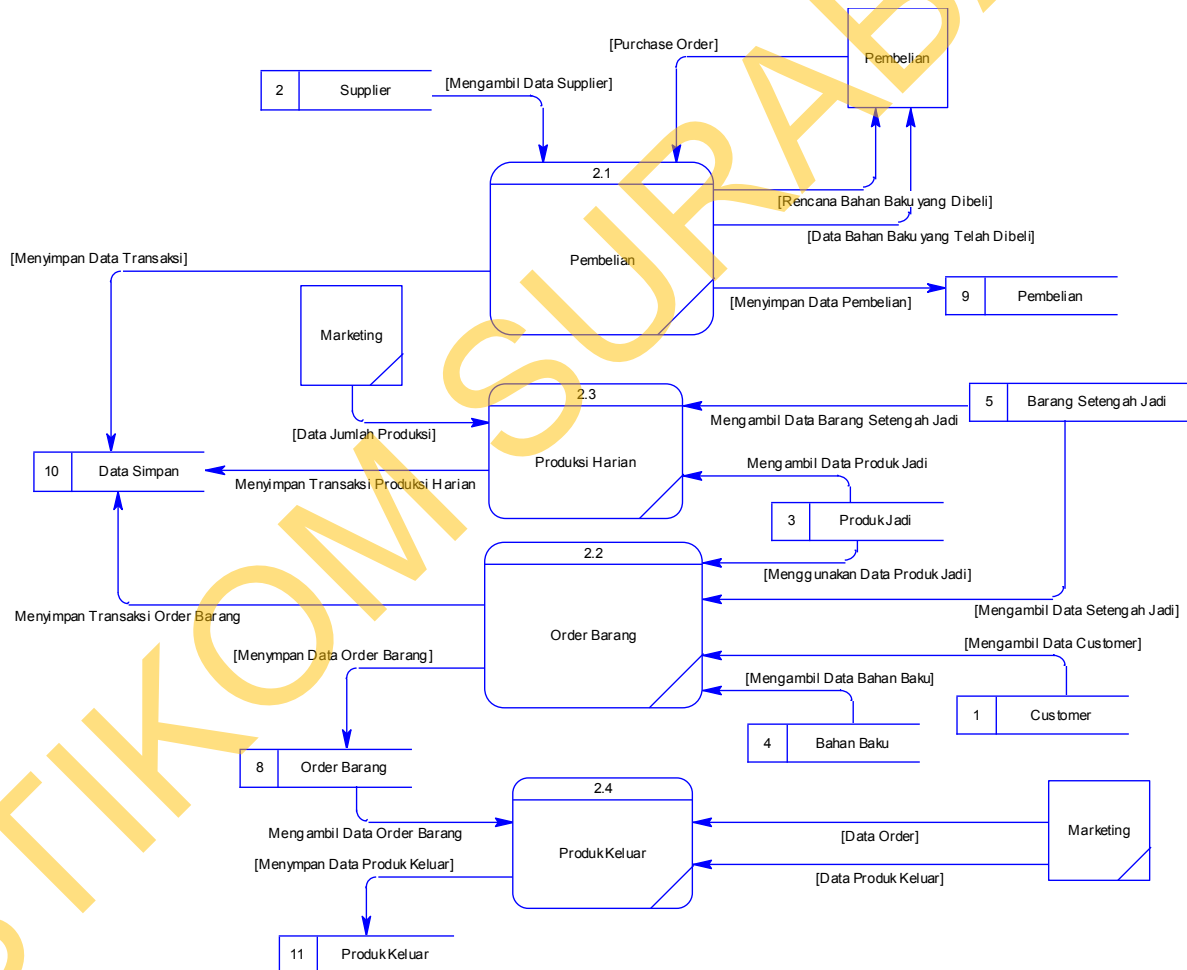 [Purchase Order]
Pembelian
2 Supplier
[Mengambil Data Supplier]
2.1
Pembelian
[Rencana Bahan Baku yang Dibeli]
[Data Bahan Baku yang Telah Dibeli]
[Menyimpan Data Transaksi]
[Menyimpan Data Pembelian]
9 Pembelian
Marketing
2.3
Produksi Harian
5 Barang Setengah Jadi
Mengambil Data Barang Setengah Jadi
[Data Jumlah Produksi]
10 Data Simpan
Menyimpan Transaksi Produksi Harian
Mengambil Data Produk Jadi
3 Produk Jadi
2.2
Order Barang
[Menggunakan Data Produk Jadi]
[Mengambil Data Setengah Jadi]
Menyimpan Transaksi Order Barang
[Mengambil Data Customer]
[Menympan Data Order Barang]
[Mengambil Data Bahan Baku]
1 Customer
4 Bahan Baku
8 Order Barang
2.4
Produk Keluar
Mengambil Data Order Barang
[Data Order]
Marketing
[Menympan Data Produk Keluar]
[Data Produk Keluar]
11 Produk Keluar
STIKOM SURABA